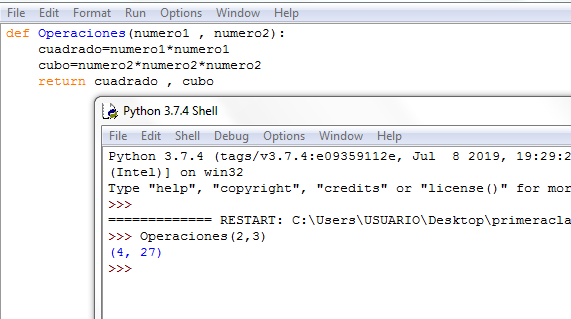 File Edit Format Run Options Window Help
def Operaciones(numero1 , numero2):
    cuadrado=numero1*numero1
    cubo=numero2*numero2*numero2
    return cuadrado , cubo
Python 3.7.4 Shell
File Edit Shell Debug Options Window Help
Python 3.7.4 (tags/v3.7.4:e09359112e, Jul  8 2019, 19:29:2
(Intel)] on win32
Type "help", "copyright", "credits" or "license()" for mor
>>>
============= RESTART: C:\Users\USUARIO\Desktop\primeracla
>>> Operaciones(2,3)
(4, 27)
>>>